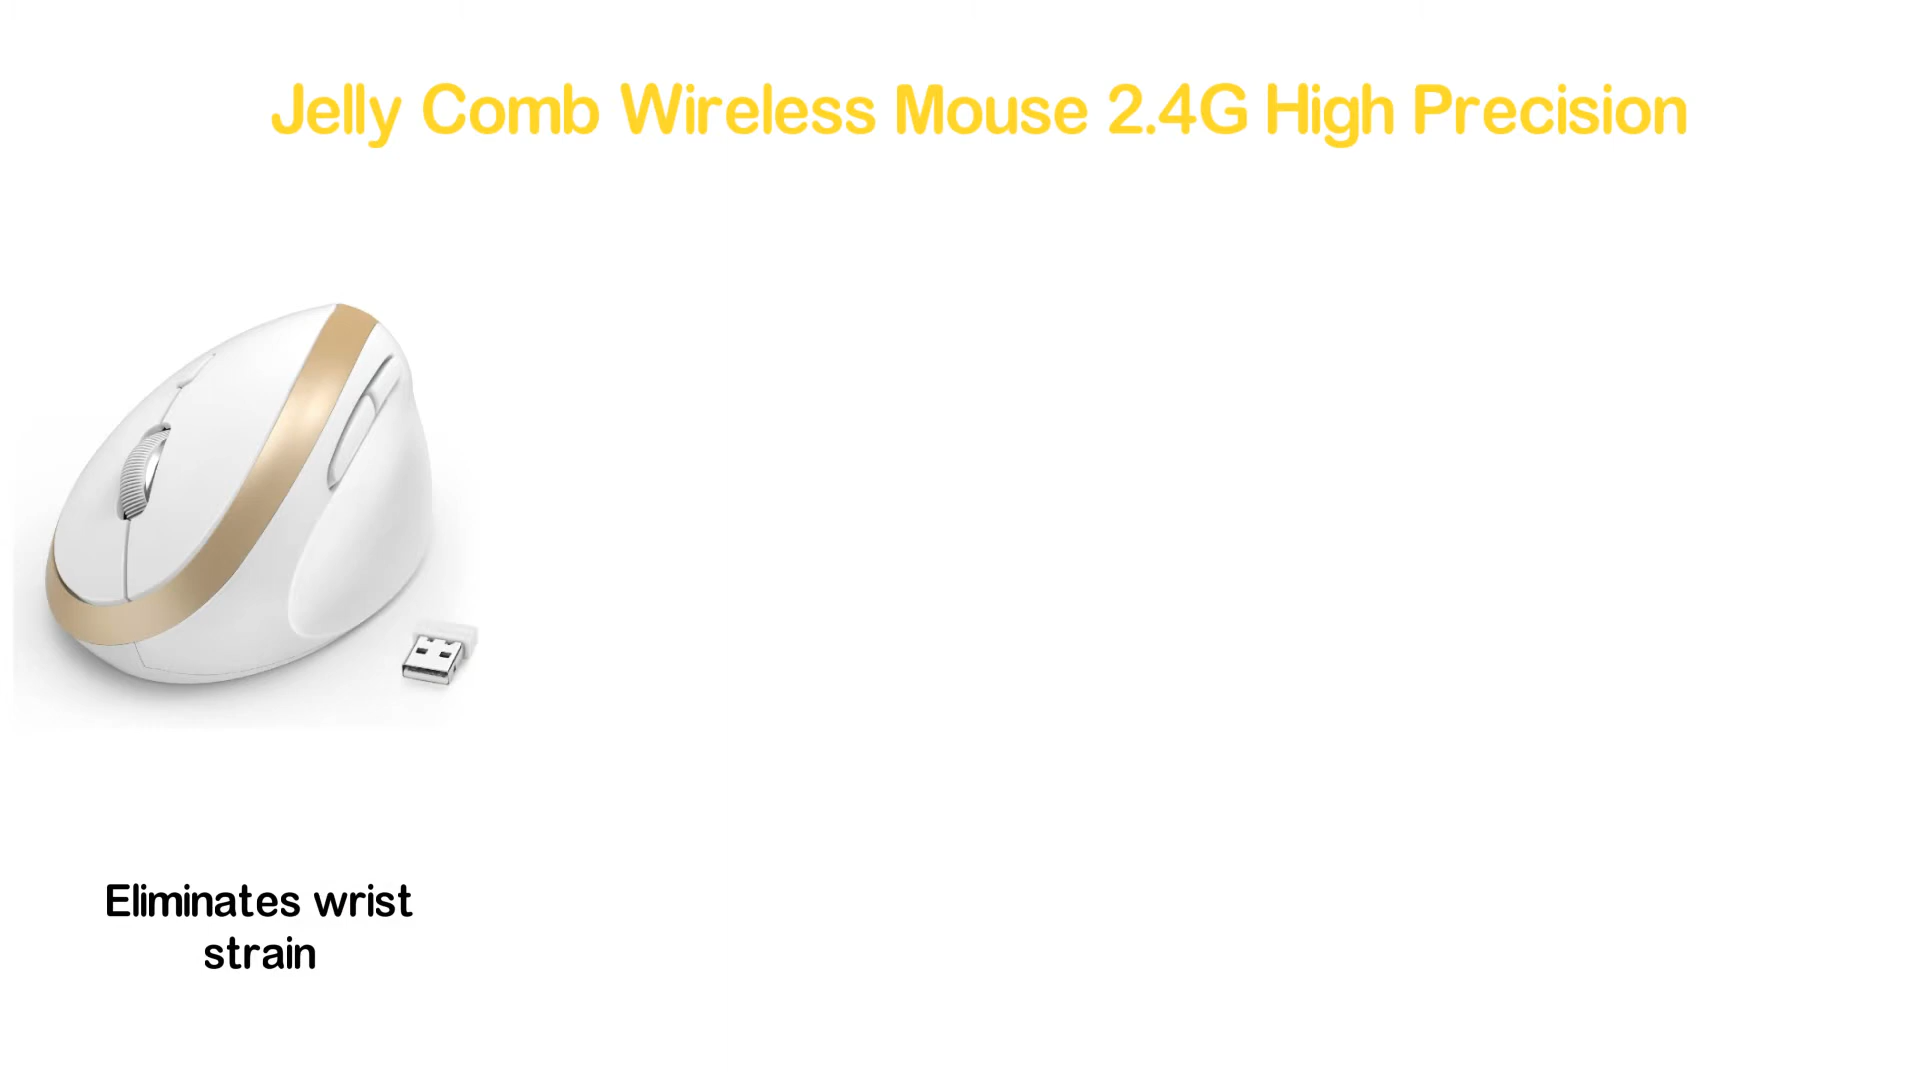 Jelly Comb Wireless Mouse 2.4G High Precision
Eliminates wrist
strain